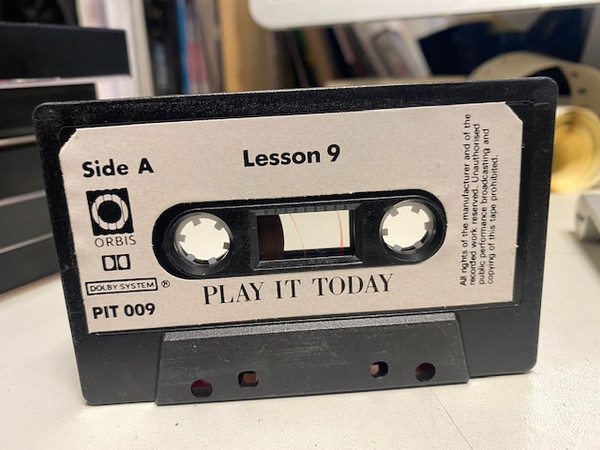 Side A
Lesson 9
ORBIS
DOLBY SYSTEM ®
PIT 009
PLAY IT TODAY
All rights of the manufacturer and of the
recorded work reserved. Unauthorised
public performance broadcasting and
copying of this tape prohibited.